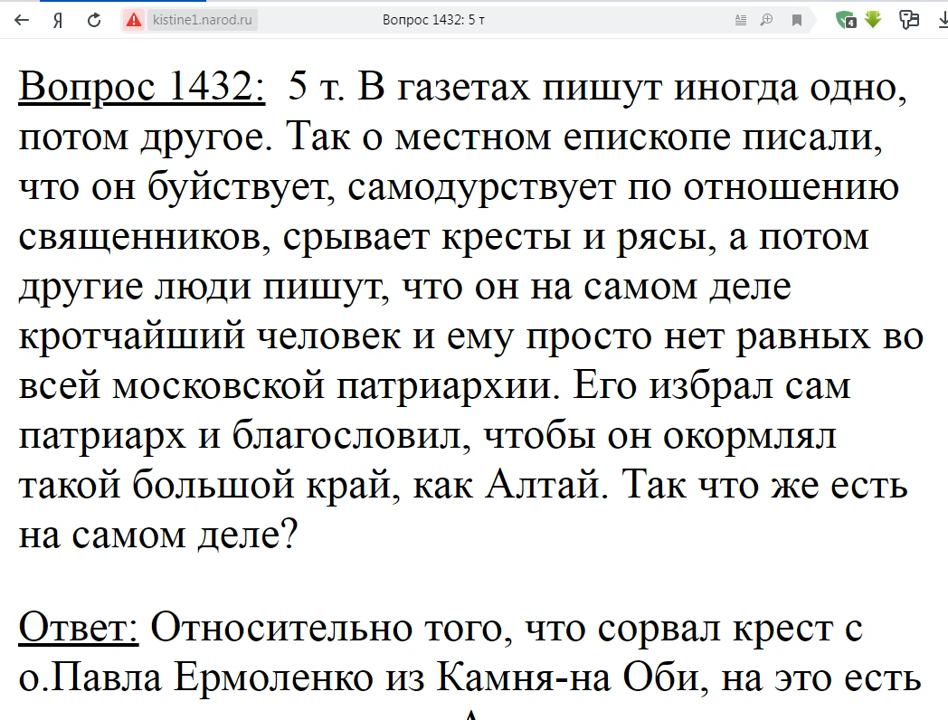 Я kistine1.narod.ru Вопрос 1432: 5 т 4
Вопрос 1432: 5 т. В газетах пишут иногда одно,
потом другое. Так о местном епископе писали,
что он буйствует, самодурствует по отношению
священников, срывает кресты и рясы, а потом
другие люди пишут, что он на самом деле
кротчайший человек и ему просто нет равных во
всей московской патриархии. Его избрал сам
патриарх и благословил, чтобы он окормлял
такой большой край, как Алтай. Так что же есть
на самом деле?
Ответ: Относительно того, что сорвал крест с
о.Павла Ермоленко из Камня-на Оби, на это есть